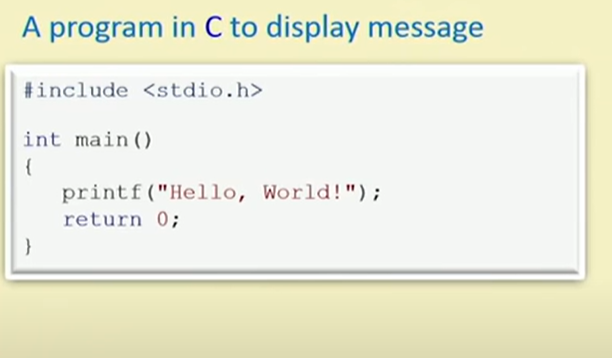 A program in C to display message
#include <stdio.h>
int main()
{
printf("Hello, World!");
return 0;
}